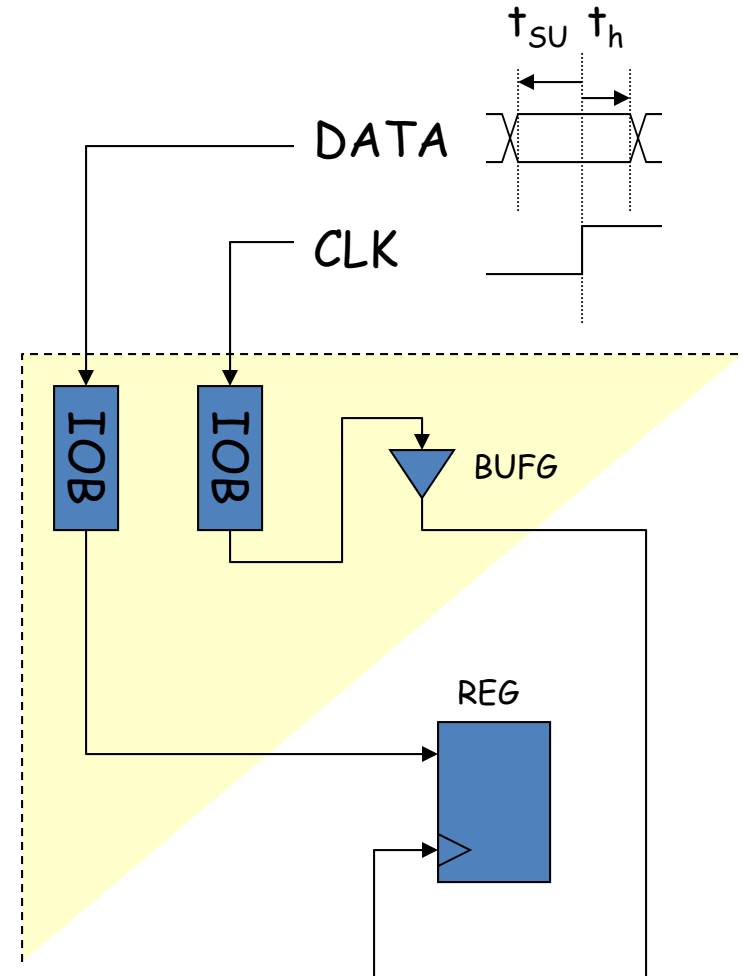 tSU th
DATA
CLK
IOB
IOB
BUFG
REG